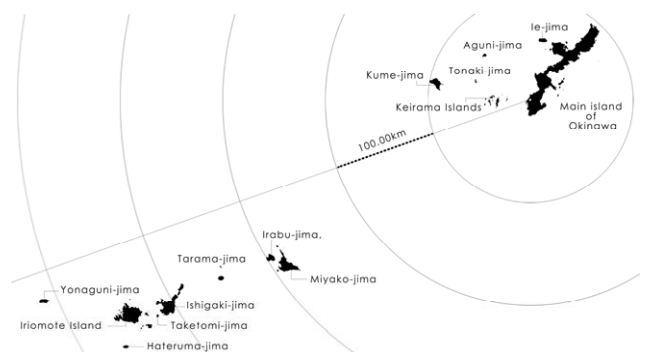 Ie-jima
Aguni-jima
Kume-jima
Tonaki-jima
Keirama Islands
Main island
of
Okinawa
100.00km
Irabu-jima,
Tarama-jima
Miyako-jima
Yonaguni-jima
Ishigaki-jima
Iriomote Island
Taketomi-jima
Hateruma-jima